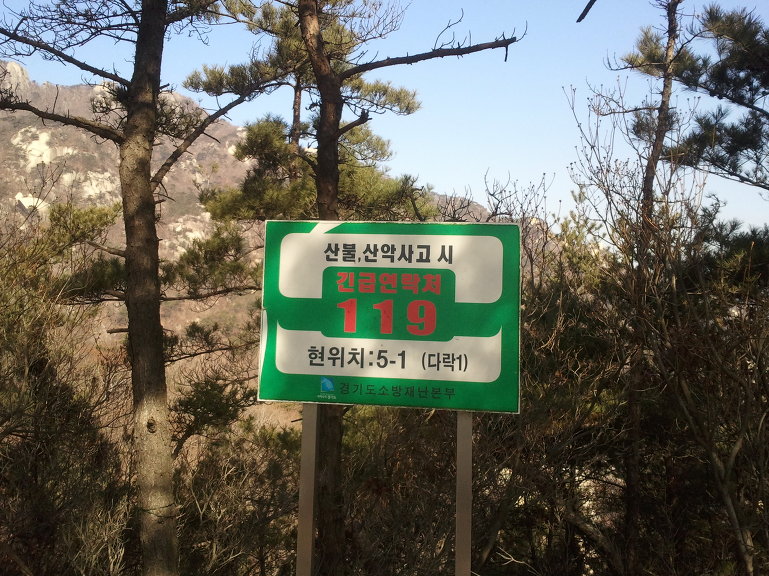 산불,산악사고 시
긴급연락처
119
현위치:5-1 (다락1)
경기도소방재난본부